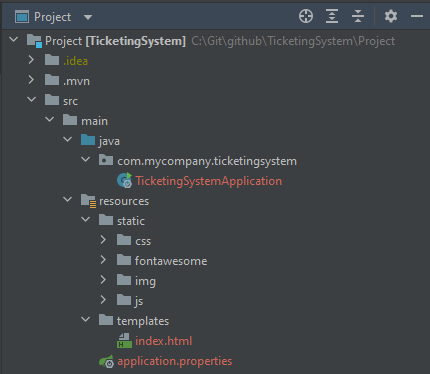 Project
Project [TicketingSystem] C:\Git\github\TicketingSystem\Project
.idea
.mvn
src
main
java
com.mycompany.ticketingsystem
TicketingSystemApplication
resources
static
css
fontawesome
img
js
templates
index.html
application.properties